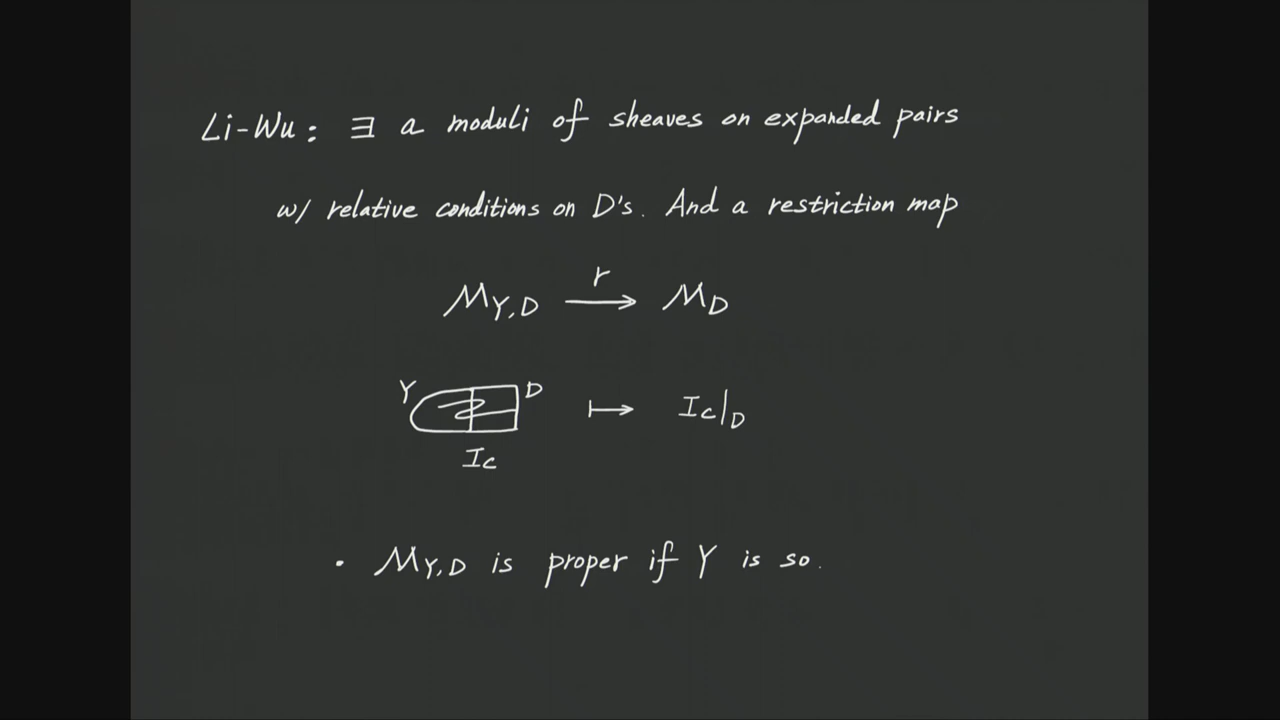 Li-Wu: ∃ a moduli of sheaves on expanded pairs
w/ relative conditions on D's. And a restriction map
r
M_{Y,D} → M_D
Y D ↦ I_C|_D
I_C
· M_{Y,D} is proper if Y is so.